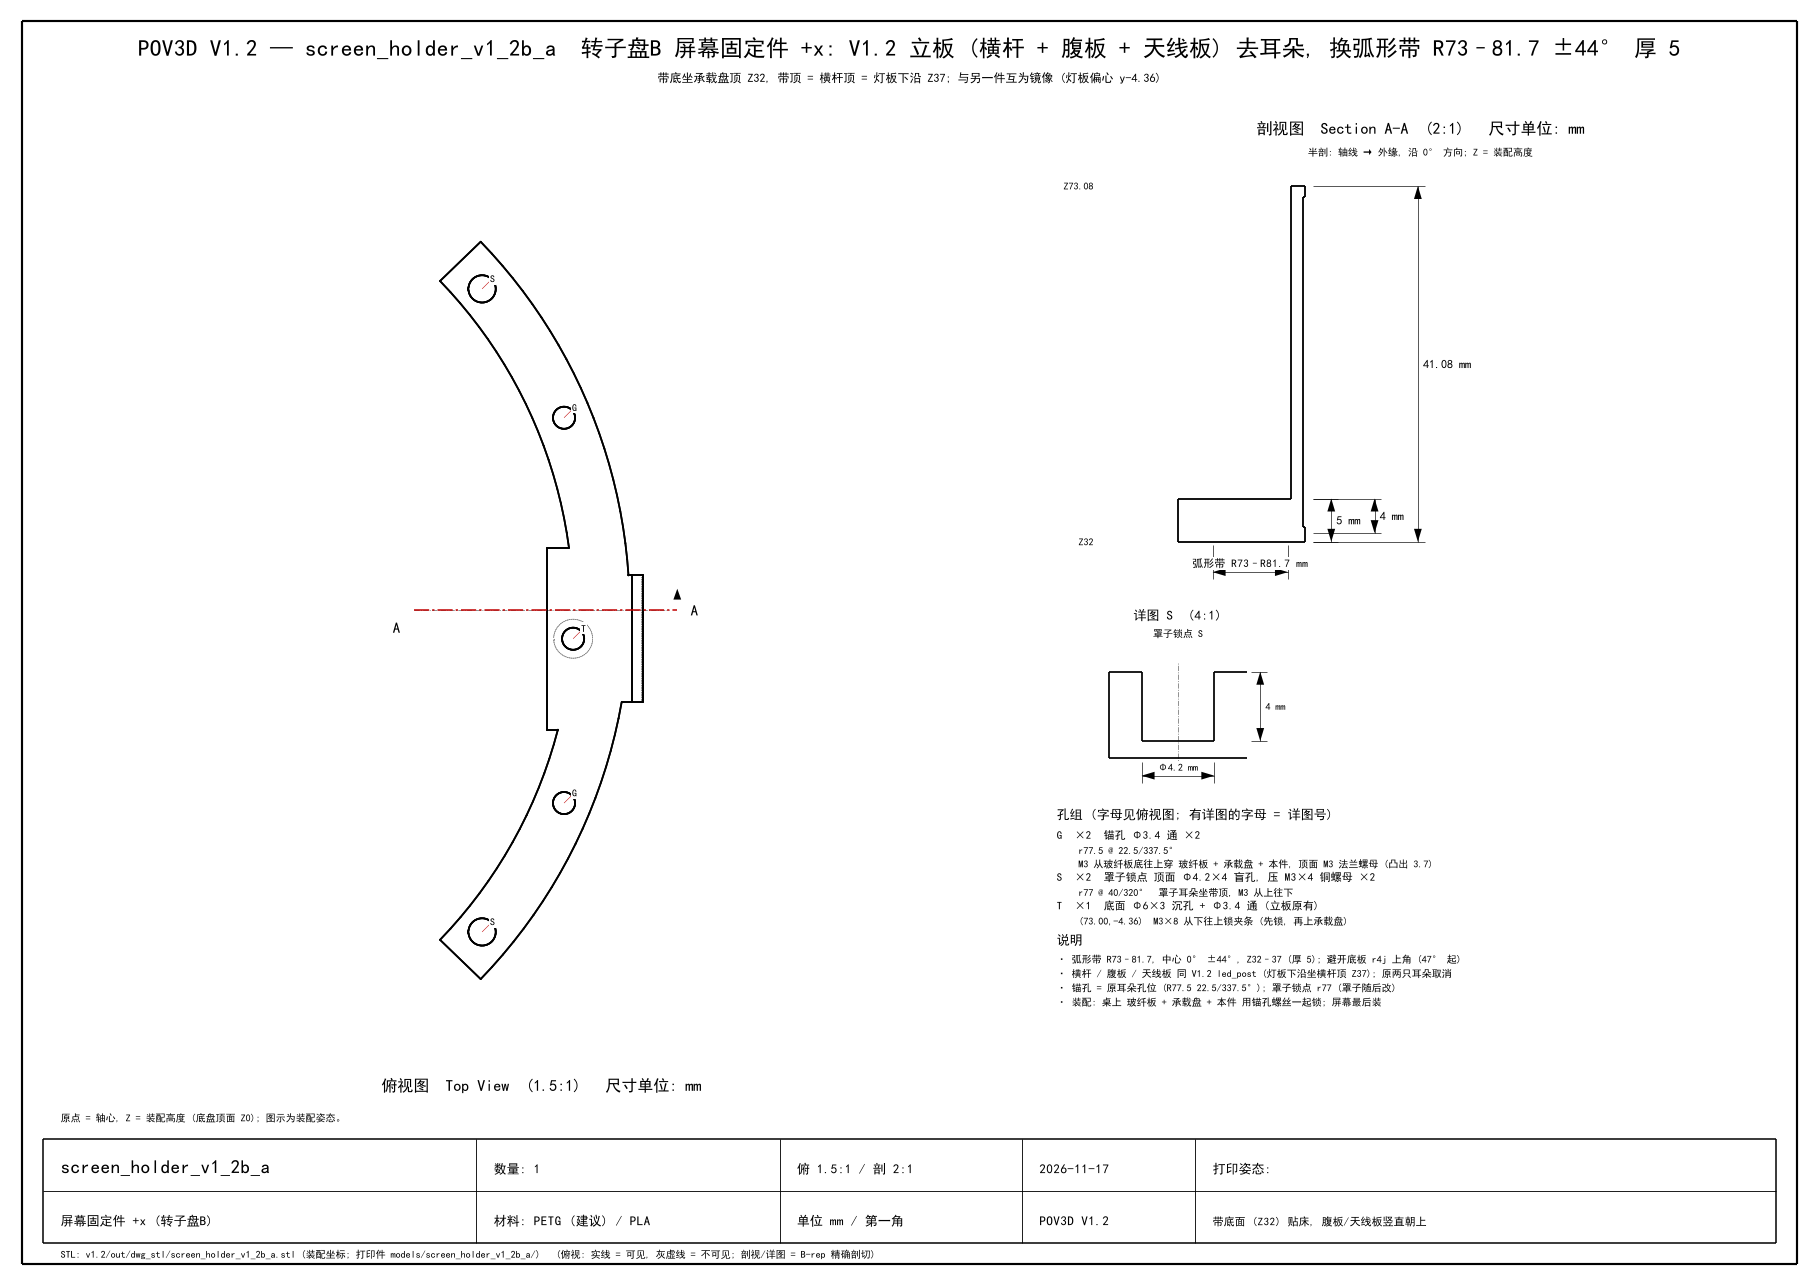 POV3D V1.2 — screen_holder_v1_2b_a  转子盘B 屏幕固定件 +x: V1.2 立板 (横杆 + 腹板 + 天线板) 去耳朵, 换弧形带 R73–81.7 ±44° 厚 5
带底坐承载盘顶 Z32, 带顶 = 横杆顶 = 灯板下沿 Z37; 与另一件互为镜像 (灯板偏心 y-4.36)
剖视图  Section A-A  (2:1)   尺寸单位: mm
半剖: 轴线 → 外缘, 沿 0° 方向; Z = 装配高度
Z73.08
41.08 mm
5 mm
4 mm
Z32
弧形带 R73–R81.7 mm
S
G
A
A
T
G
S
详图 S  (4:1)
罩子锁点 S
4 mm
Φ4.2 mm
孔组 (字母见俯视图; 有详图的字母 = 详图号)
G  ×2  锚孔 Φ3.4 通 ×2
r77.5 @ 22.5/337.5°
M3 从玻纤板底往上穿 玻纤板 + 承载盘 + 本件, 顶面 M3 法兰螺母 (凸出 3.7)
S  ×2  罩子锁点 顶面 Φ4.2×4 盲孔, 压 M3×4 铜螺母 ×2
r77 @ 40/320°  罩子耳朵坐带顶, M3 从上往下
T  ×1  底面 Φ6×3 沉孔 + Φ3.4 通 (立板原有)
(73.00,-4.36)  M3×8 从下往上锁夹条 (先锁, 再上承载盘)
说明
· 弧形带 R73–81.7, 中心 0° ±44°, Z32–37 (厚 5); 避开底板 r4j 上角 (47° 起)
· 横杆 / 腹板 / 天线板 同 V1.2 led_post (灯板下沿坐横杆顶 Z37); 原两只耳朵取消
· 锚孔 = 原耳朵孔位 (R77.5 22.5/337.5°); 罩子锁点 r77 (罩子随后改)
· 装配: 桌上 玻纤板 + 承载盘 + 本件 用锚孔螺丝一起锁; 屏幕最后装
俯视图  Top View  (1.5:1)   尺寸单位: mm
原点 = 轴心, Z = 装配高度 (底盘顶面 Z0); 图示为装配姿态。
screen_holder_v1_2b_a
数量: 1
俯 1.5:1 / 剖 2:1
2026-11-17
打印姿态:
屏幕固定件 +x (转子盘B)
材料: PETG (建议) / PLA
单位 mm / 第一角
POV3D V1.2
带底面 (Z32) 贴床, 腹板/天线板竖直朝上
STL: v1.2/out/dwg_stl/screen_holder_v1_2b_a.stl (装配坐标; 打印件 models/screen_holder_v1_2b_a/)   (俯视: 实线 = 可见, 灰虚线 = 不可见; 剖视/详图 = B-rep 精确剖切)